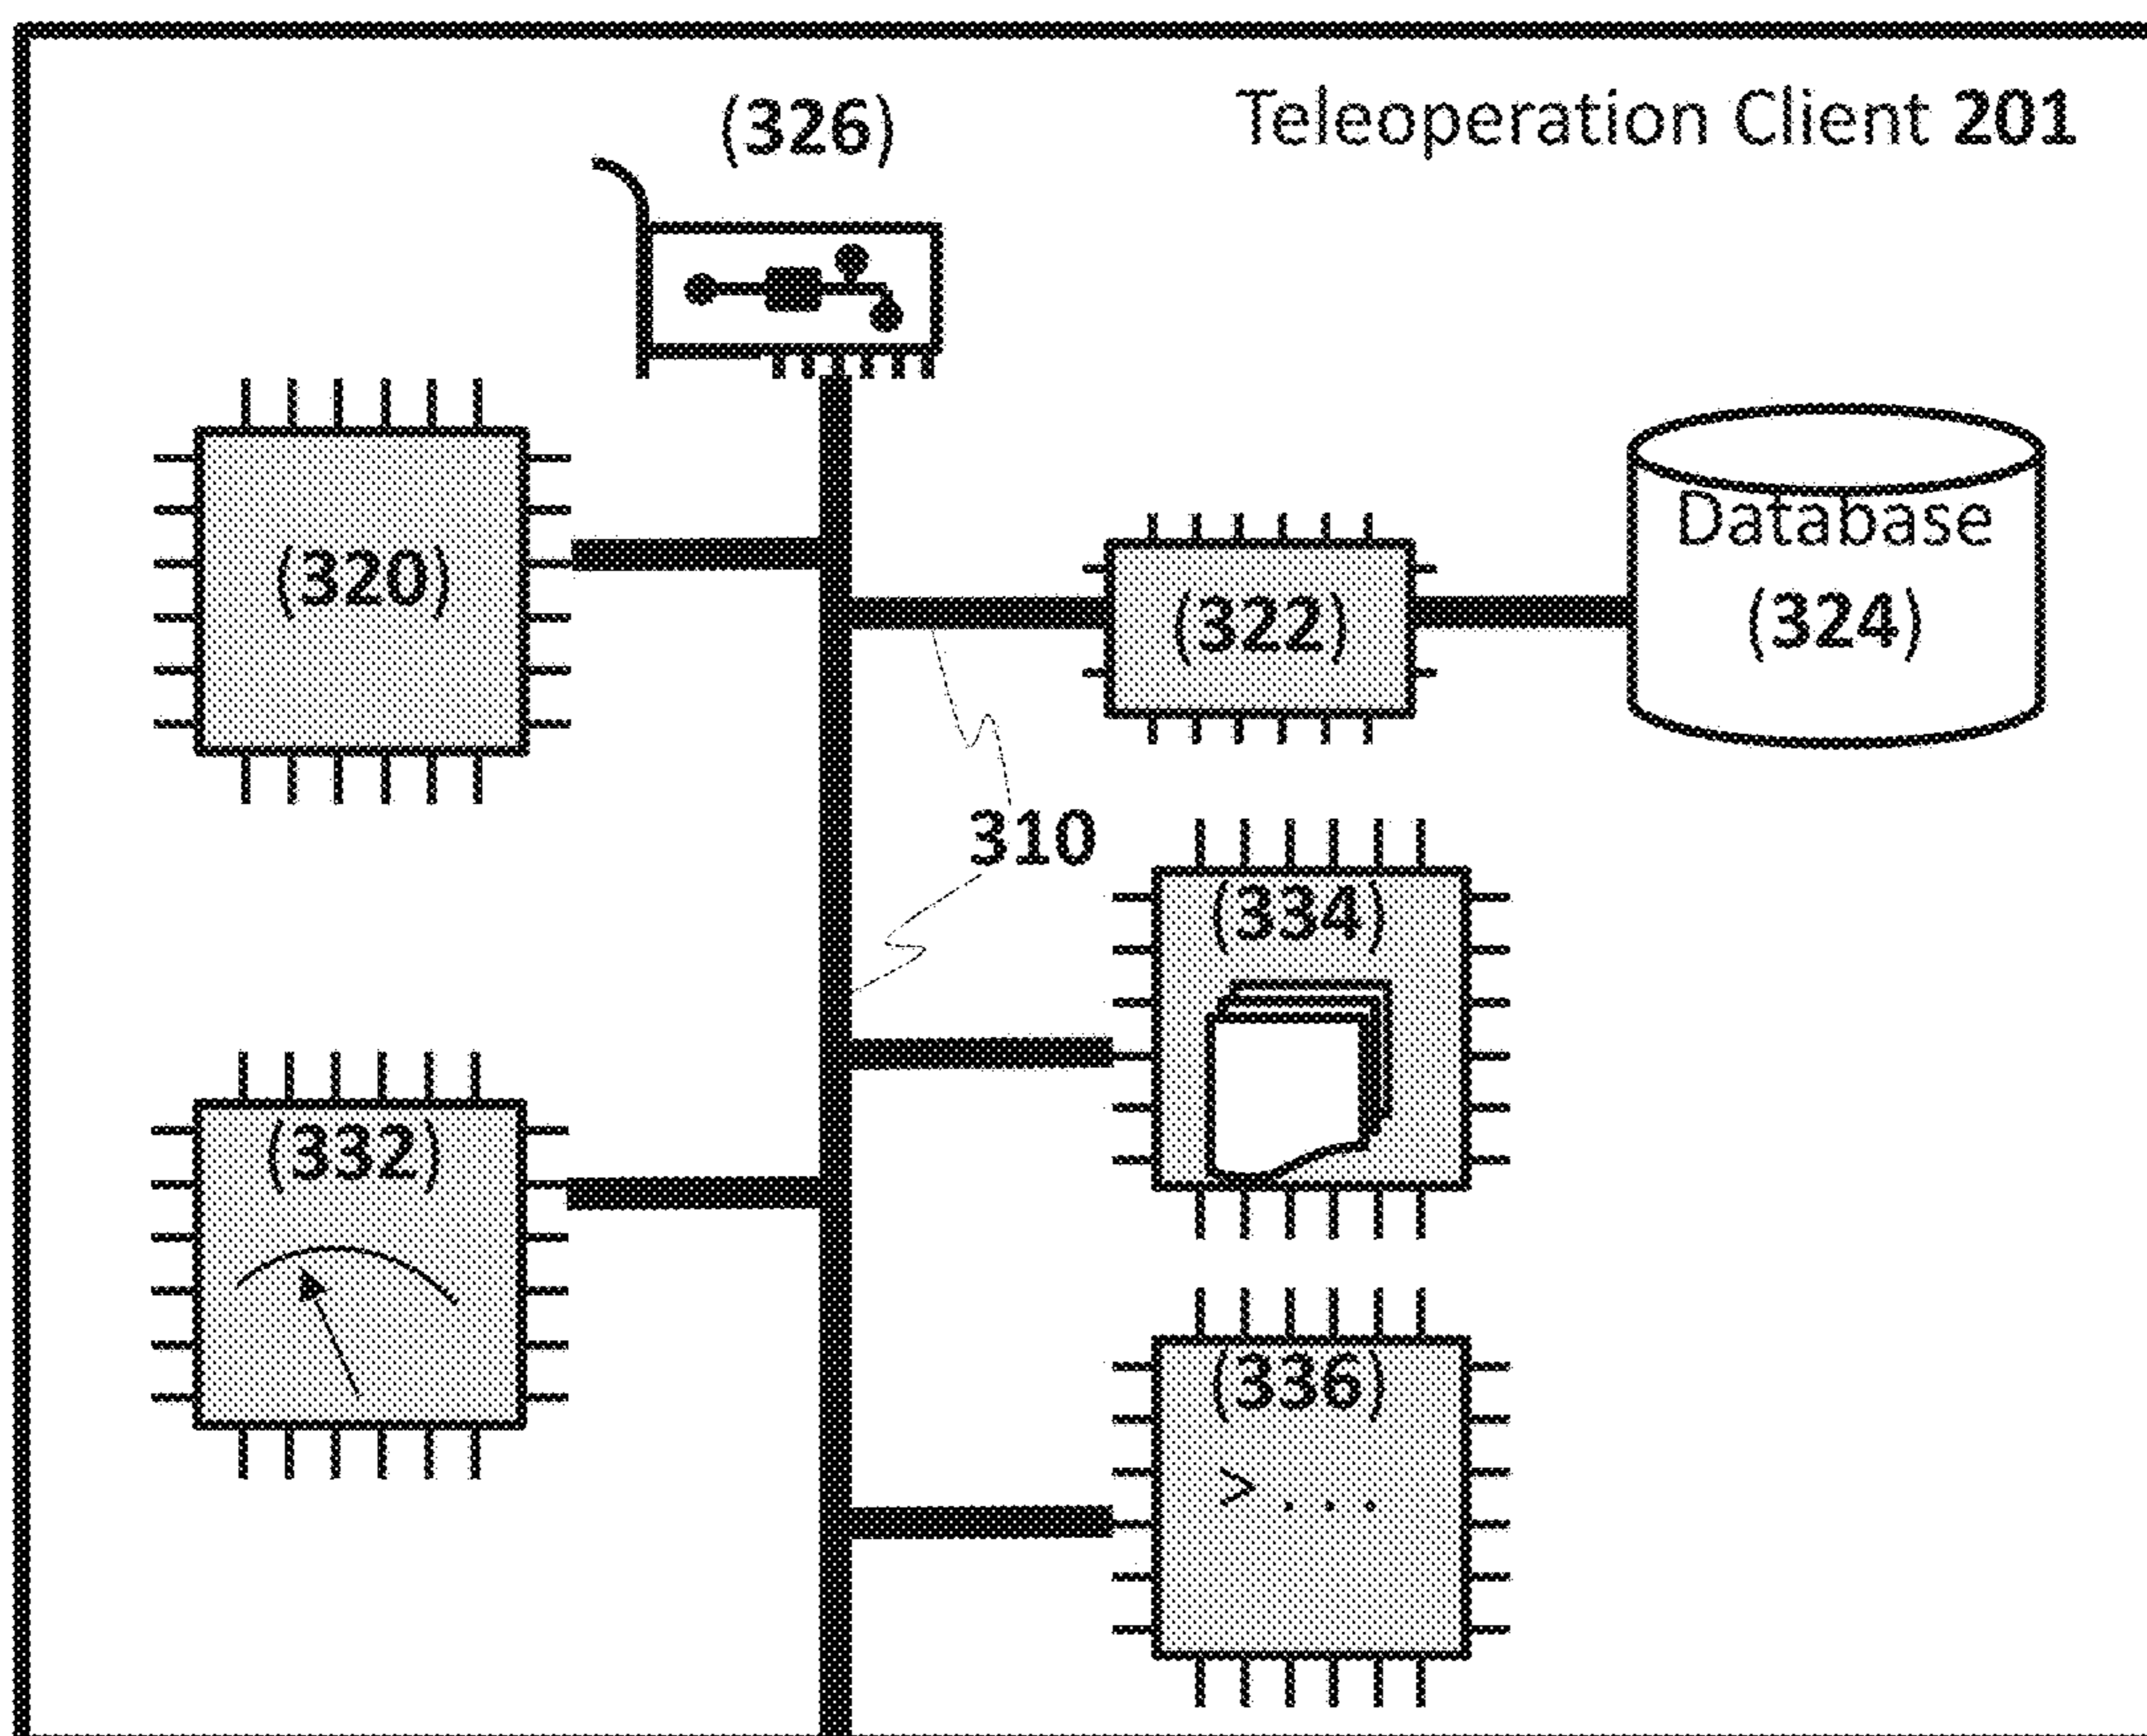 (326)
Teleoperation Client 201
(320)
(322)
Database
(324)
310
(334)
(332)
(336)
> . . .